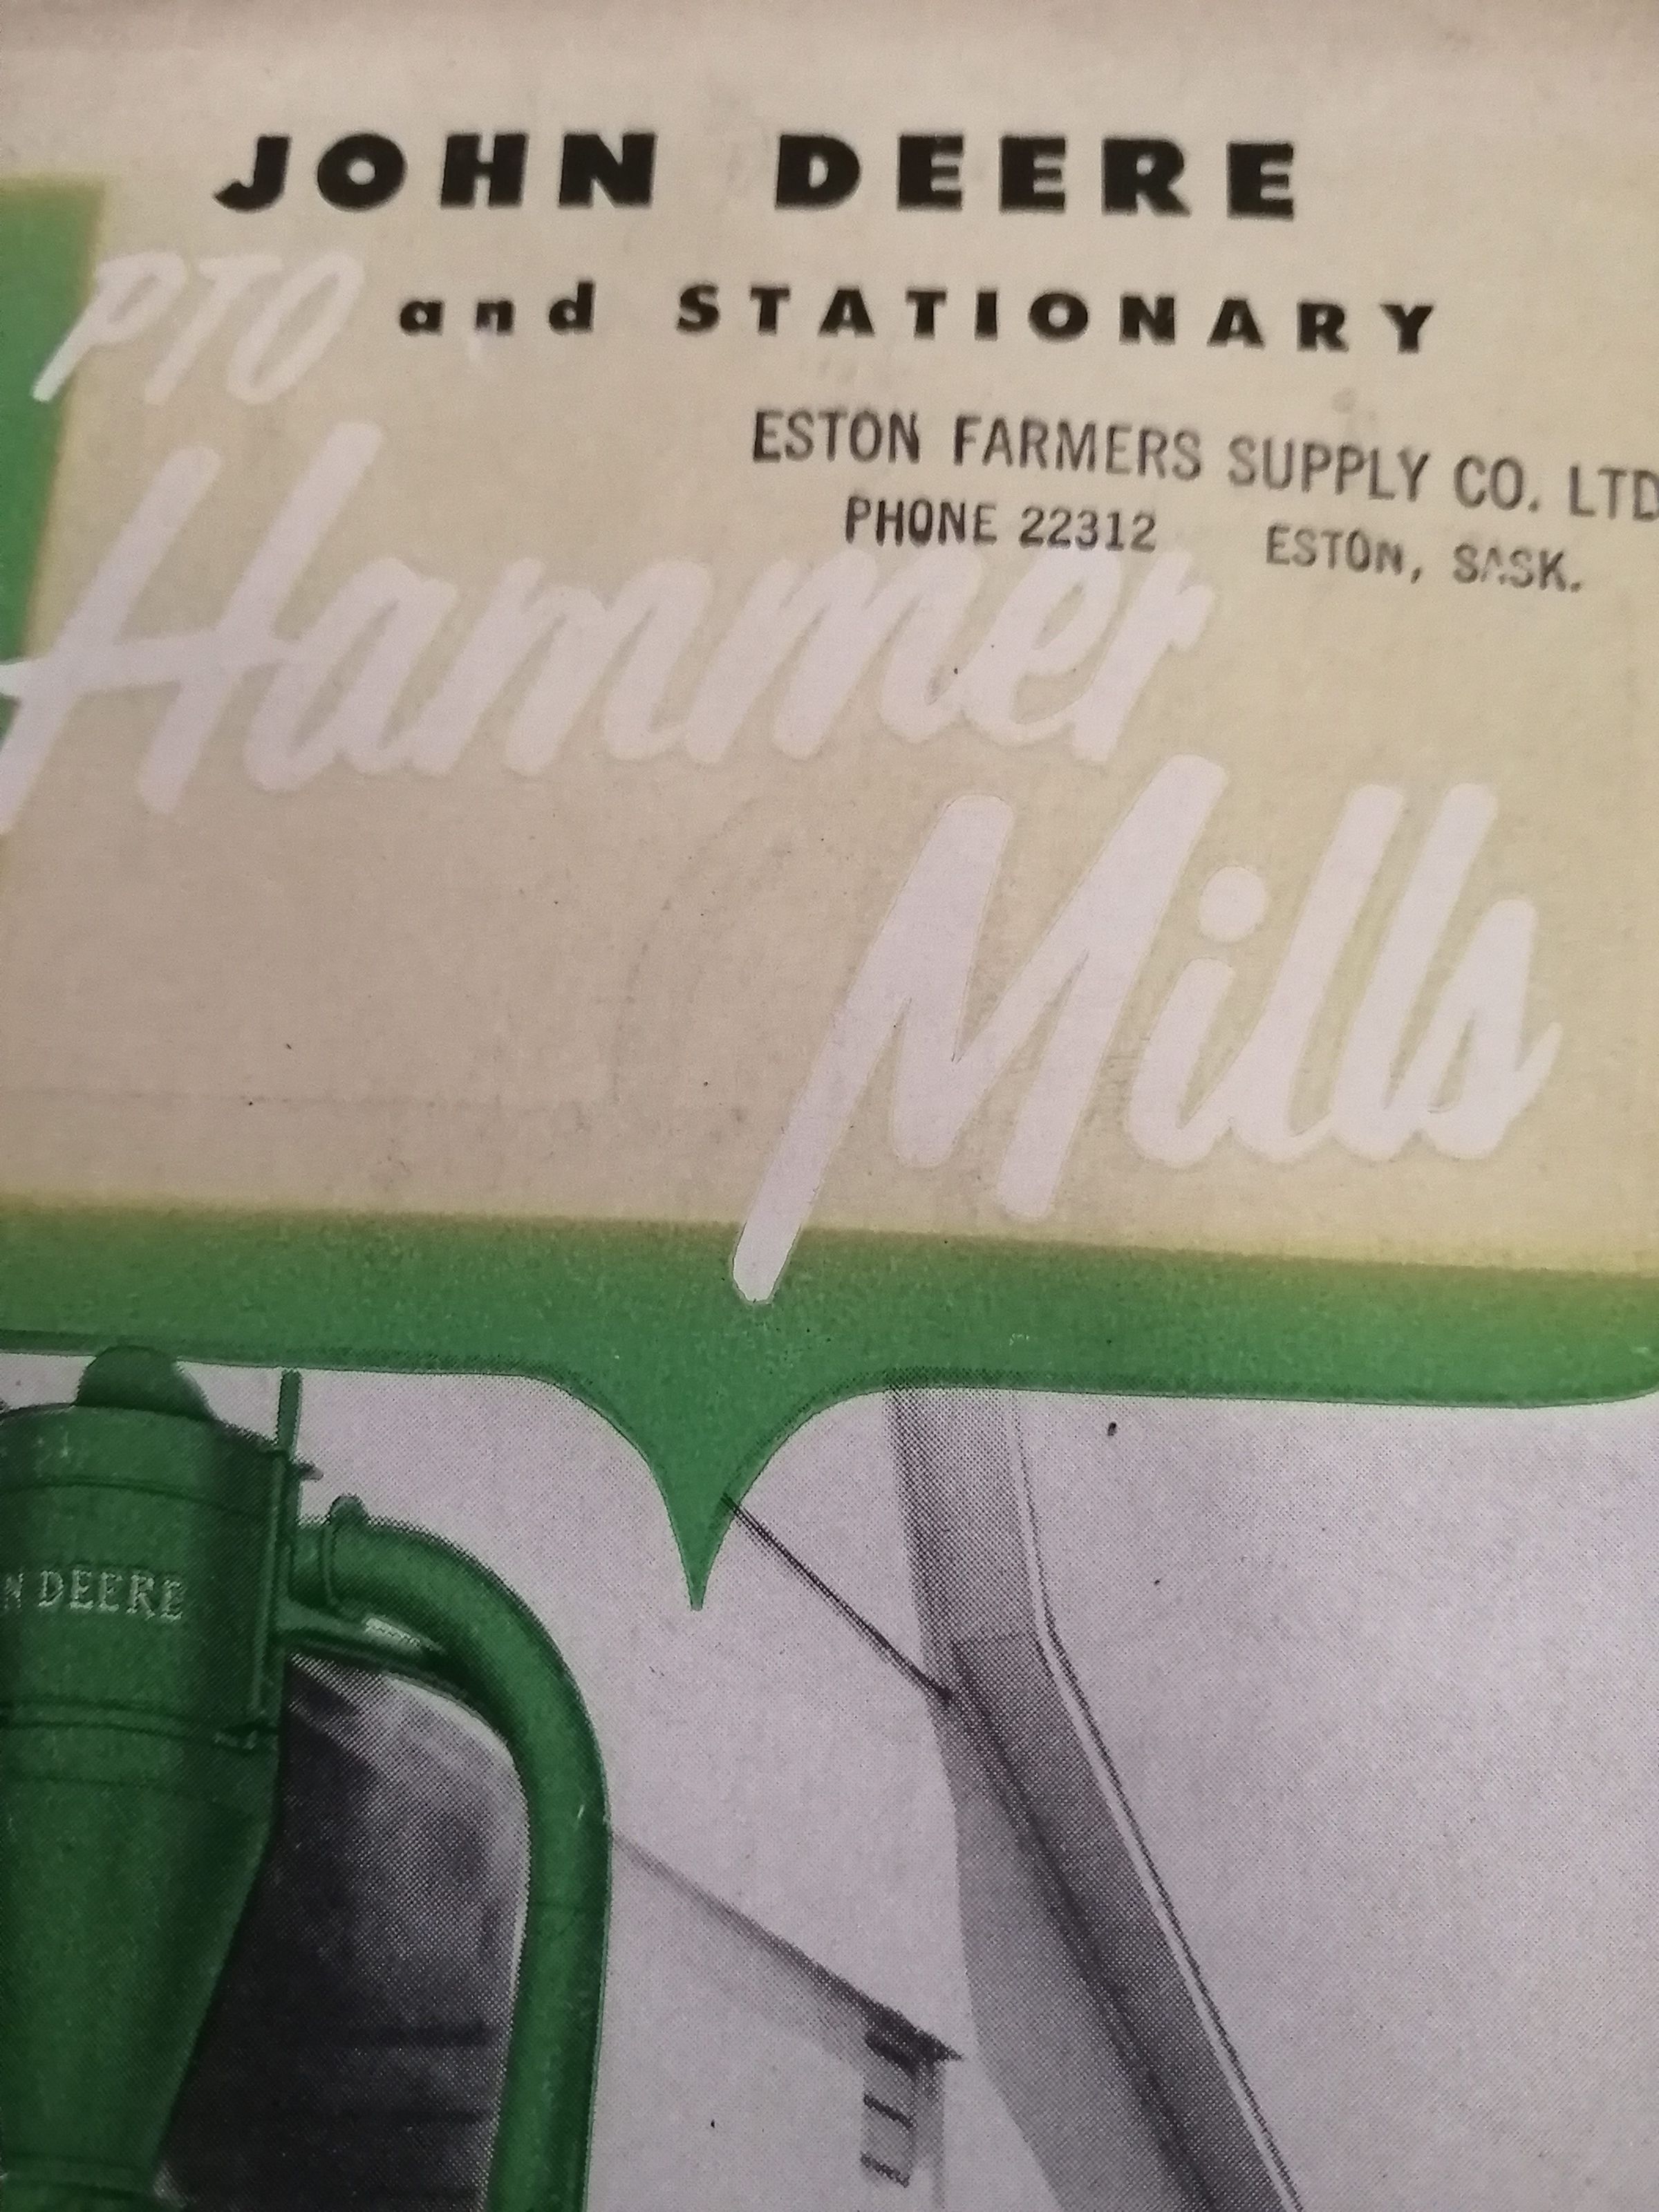 JOHN DEERE
PTO and STATIONARY
ESTON FARMERS SUPPLY CO. LTD
PHONE 22312 ESTON, SASK.
Hammer
Mills
N DEERE